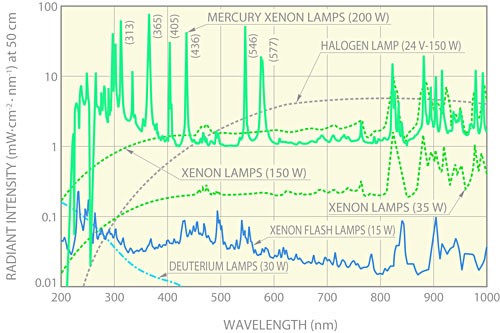 RADIANT INTENSITY (mW·cm⁻²· nm⁻¹) at 50 cm
100
10
1
0.1
0.01
MERCURY XENON LAMPS (200 W)
(313)
(365)
(405)
(436)
(546)
(577)
HALOGEN LAMP (24 V-150 W)
XENON LAMPS (150 W)
XENON LAMPS (35 W)
XENON FLASH LAMPS (15 W)
DEUTERIUM LAMPS (30 W)
200 300 400 500 600 700 800 900 1000
WAVELENGTH (nm)